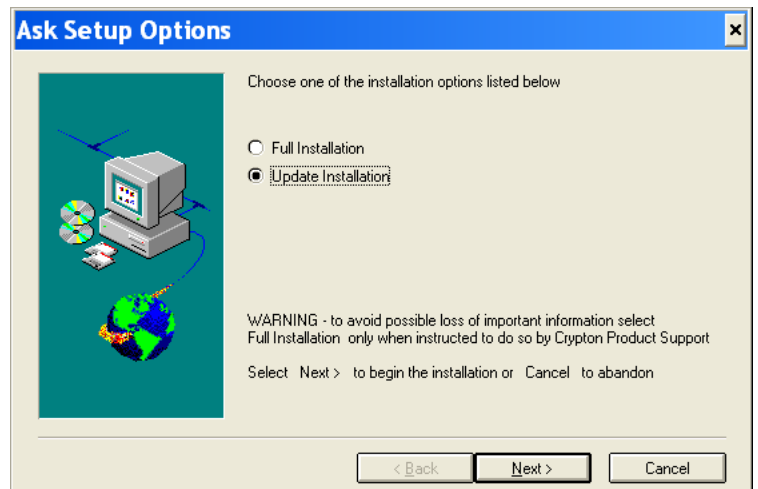 Ask Setup Options
Choose one of the installation options listed below
Full Installation
Update Installation
WARNING - to avoid possible loss of important information select
Full Installation only when instructed to do so by Crypton Product Support
Select Next > to begin the installation or Cancel to abandon
< Back Next > Cancel